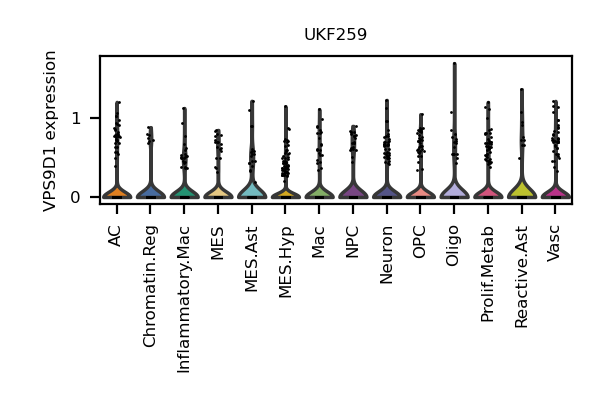 UKF259
VPS9D1 expression
1
0
AC
Chromatin.Reg
Inflammatory.Mac
MES
MES.Ast
MES.Hyp
Mac
NPC
Neuron
OPC
Oligo
Prolif.Metab
Reactive.Ast
Vasc